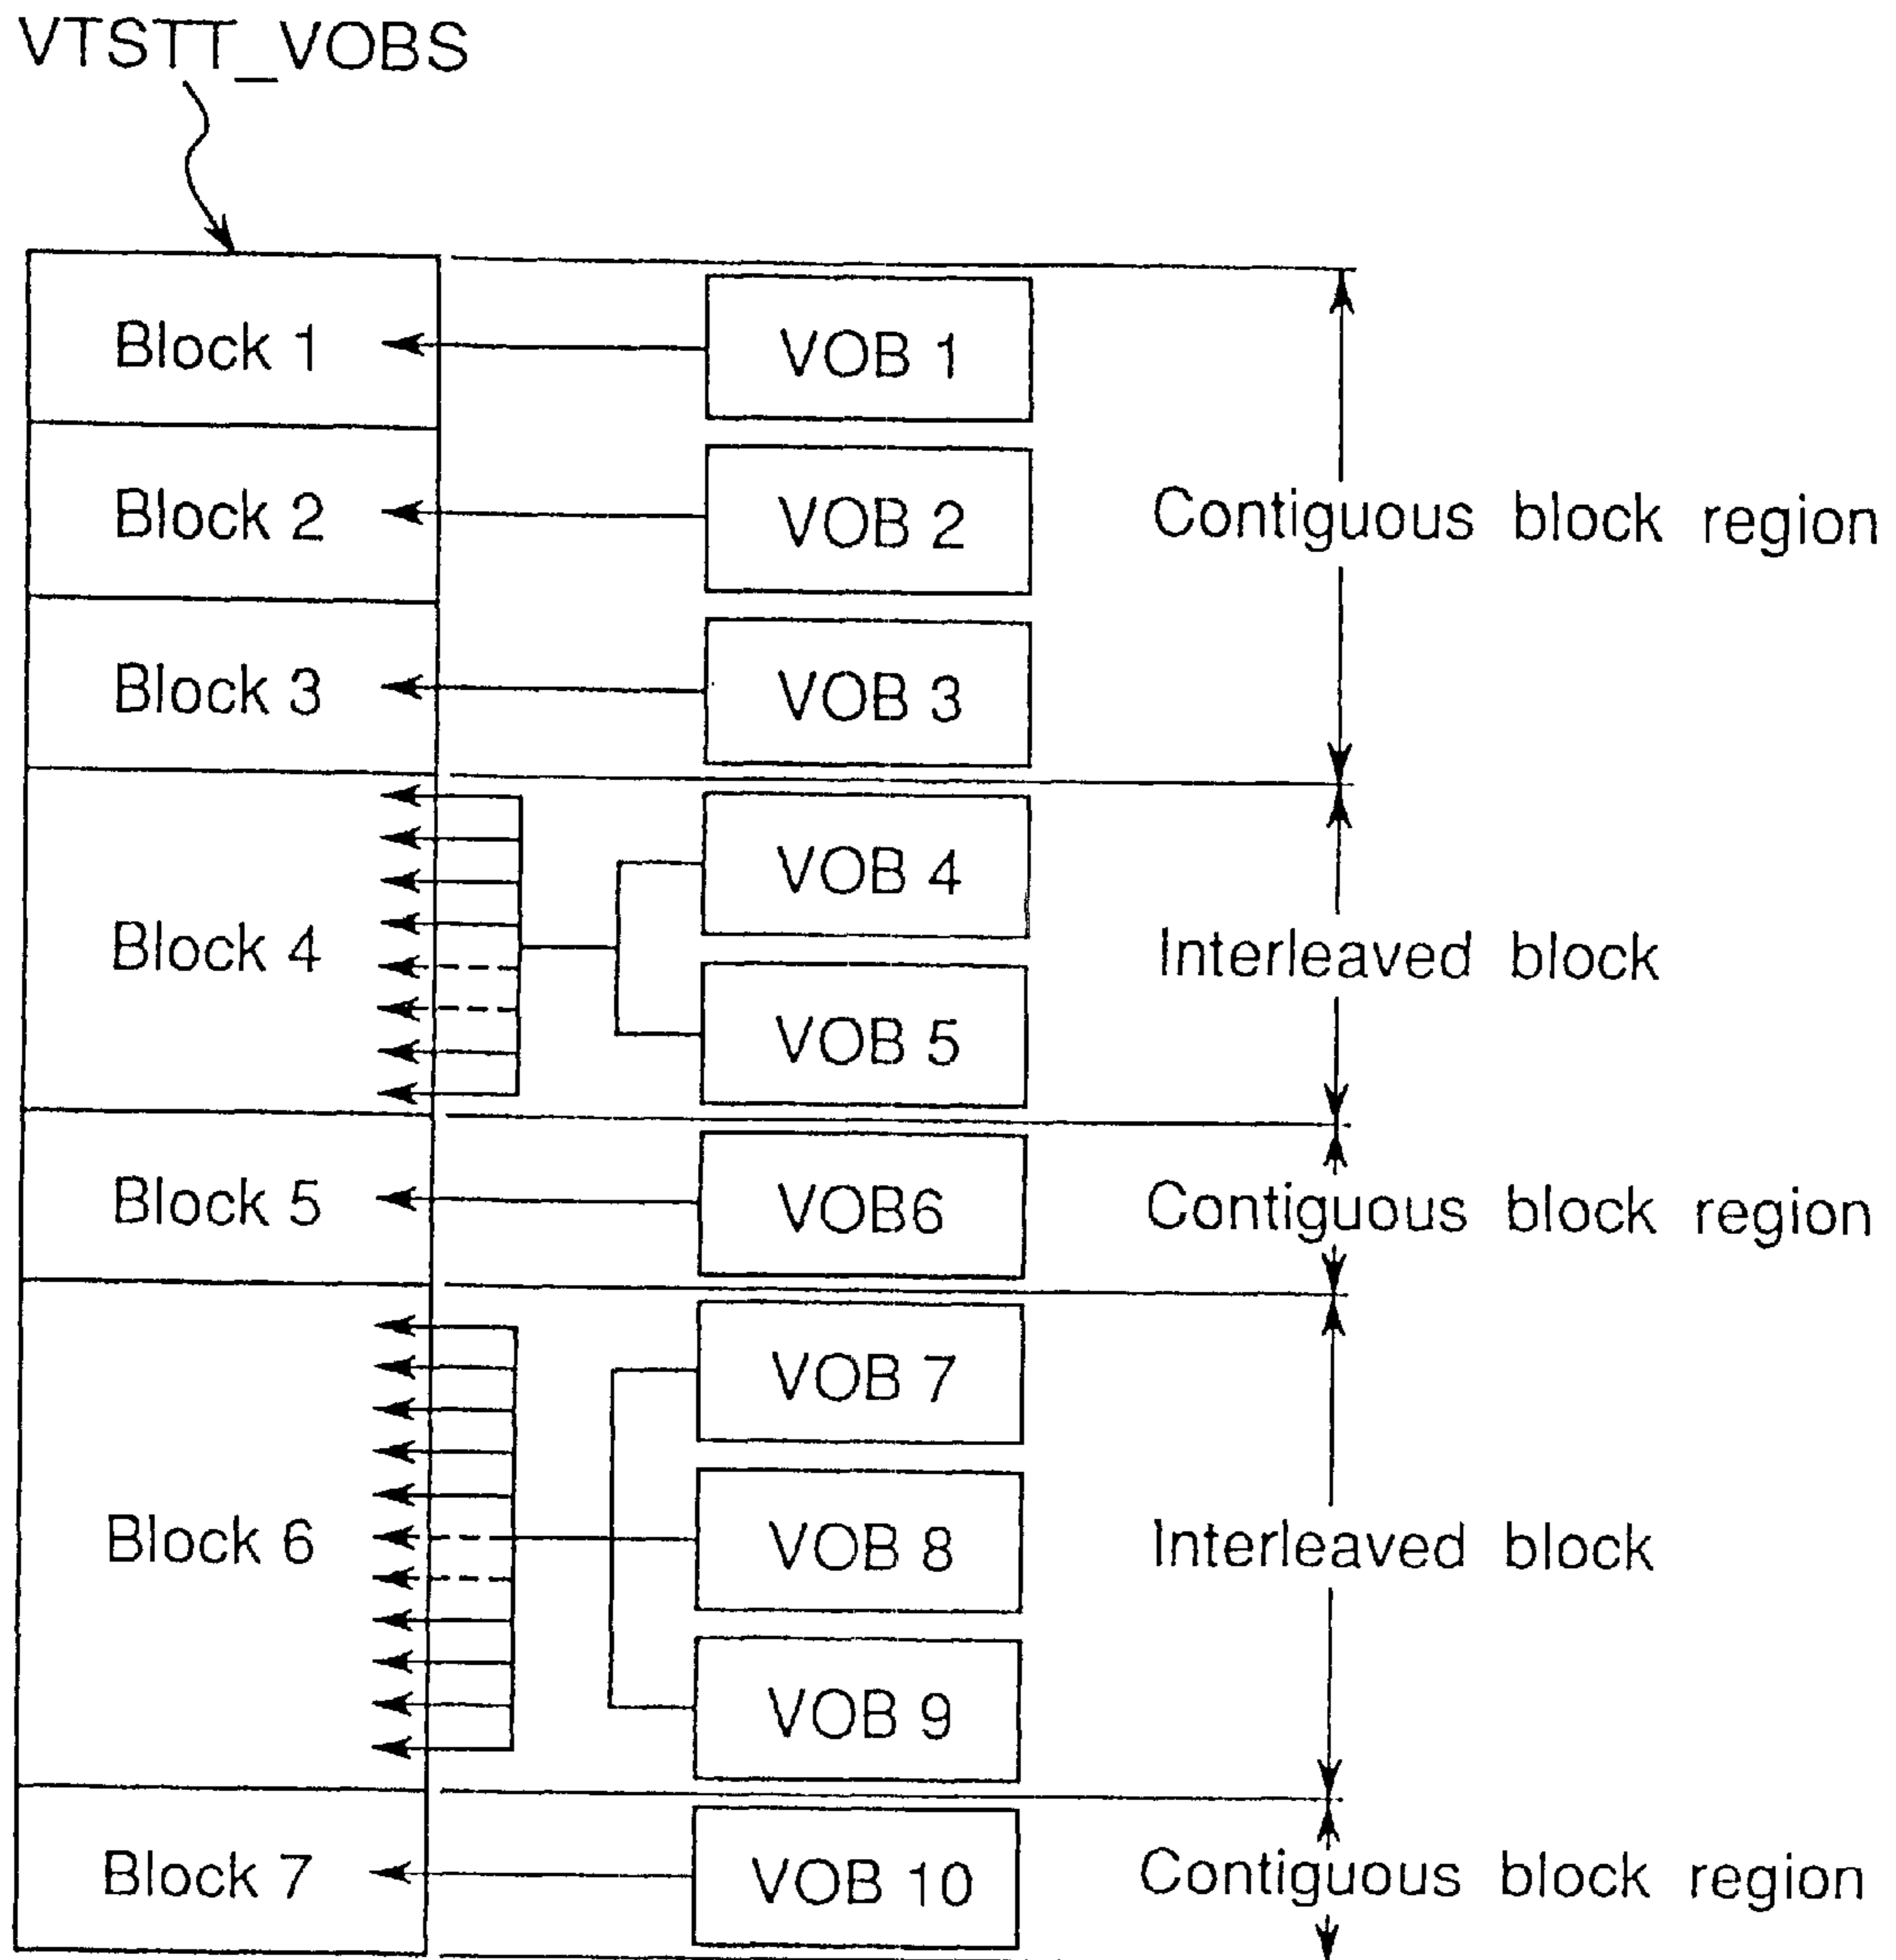 VTSTT_VOBS
Block 1
VOB 1
Block 2
VOB 2
Contiguous block region
Block 3
VOB 3
VOB 4
Block 4
Interleaved block
VOB 5
Block 5
VOB6
Contiguous block region
VOB 7
Block 6
VOB 8
Interleaved block
VOB 9
Block 7
VOB 10
Contiguous block region